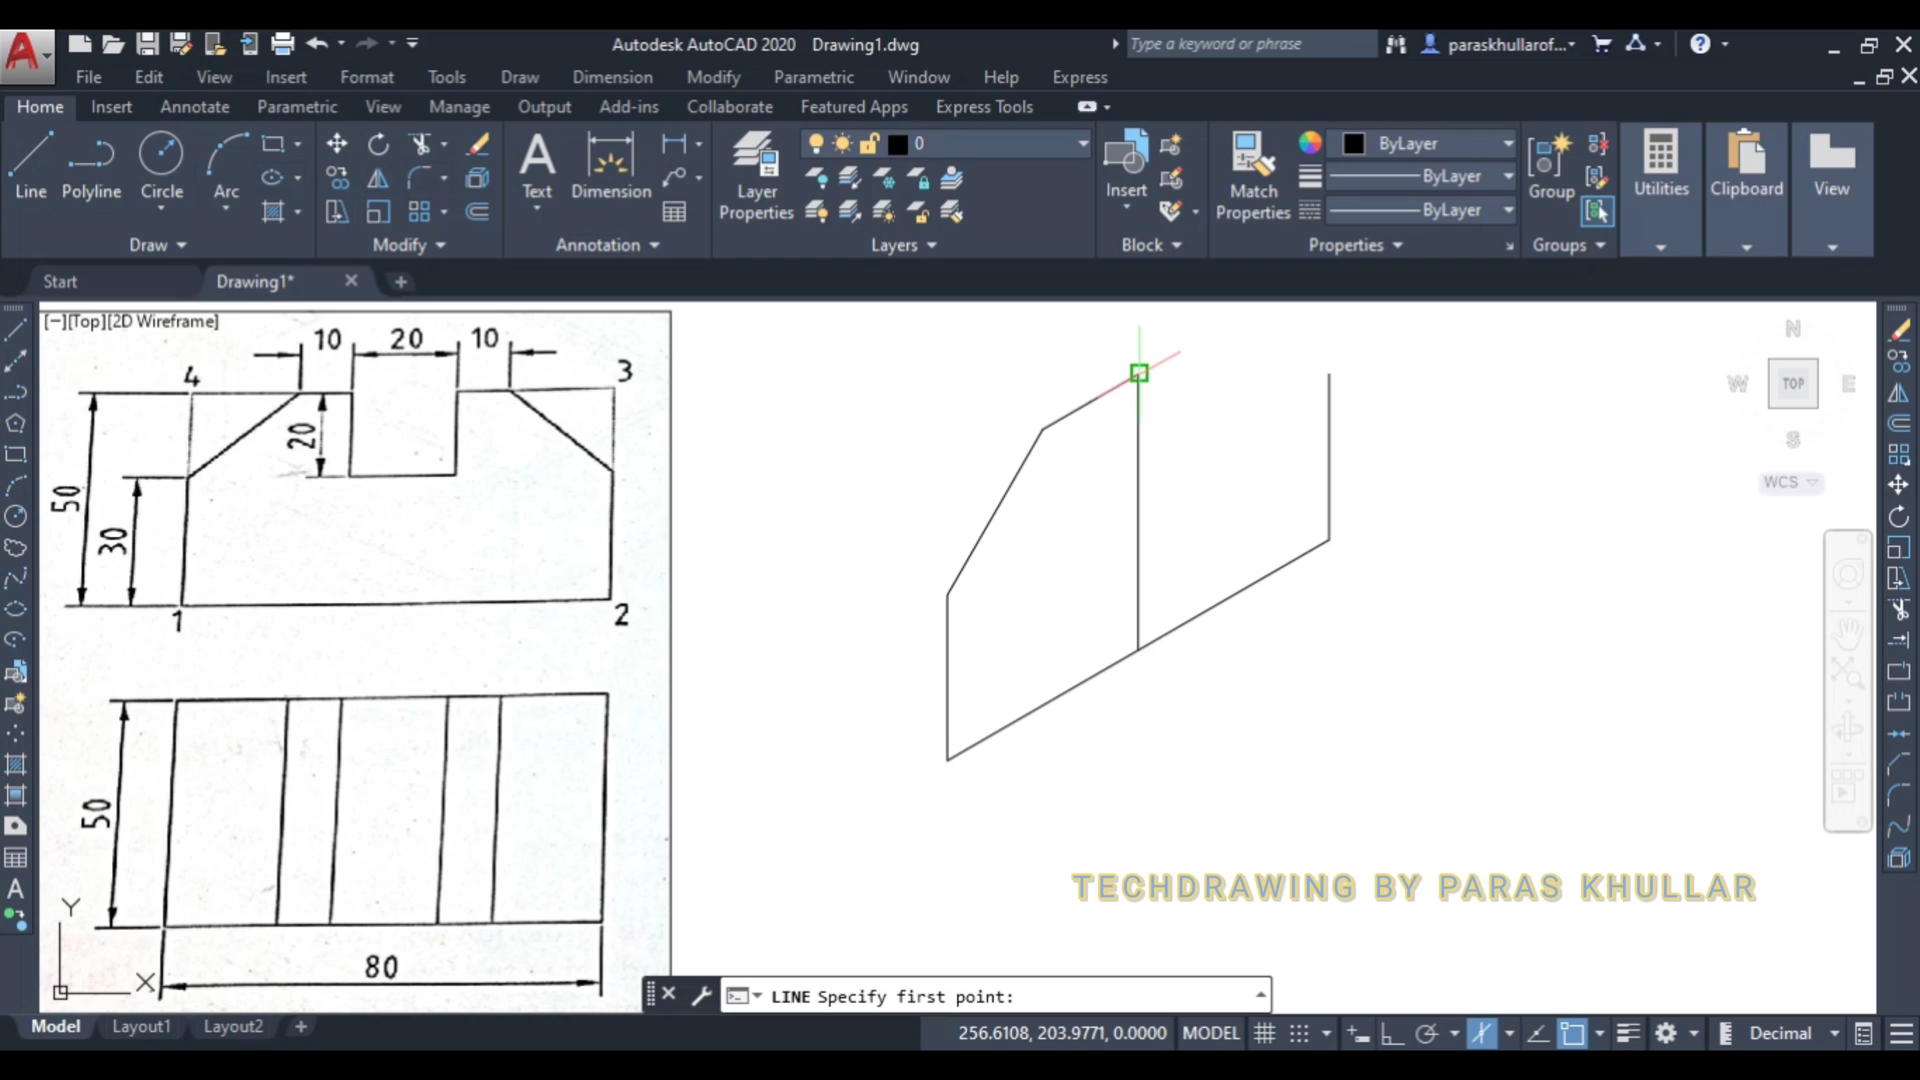 Autodesk AutoCAD 2020 Drawing1.dwg
Type a keyword or phrase
paraskhullarof...
File Edit View Insert Format Tools Draw Dimension Modify Parametric Window Help Express
Home Insert Annotate Parametric View Manage Output Add-ins Collaborate Featured Apps Express Tools
0
ByLayer
ByLayer
ByLayer
Line Polyline Circle Arc Text Dimension Layer Properties Insert Match Properties Group Utilities Clipboard View
Draw Modify Annotation Layers Block Properties Groups
Start Drawing1*
[−][Top][2D Wireframe]
10 20 10
4 3
20
50
30
1 2
50
80
Y
X
N
W TOP E
S
WCS
TECHDRAWING BY PARAS KHULLAR
LINE Specify first point:
Model Layout1 Layout2 +
256.6108, 203.9771, 0.0000 MODEL Decimal